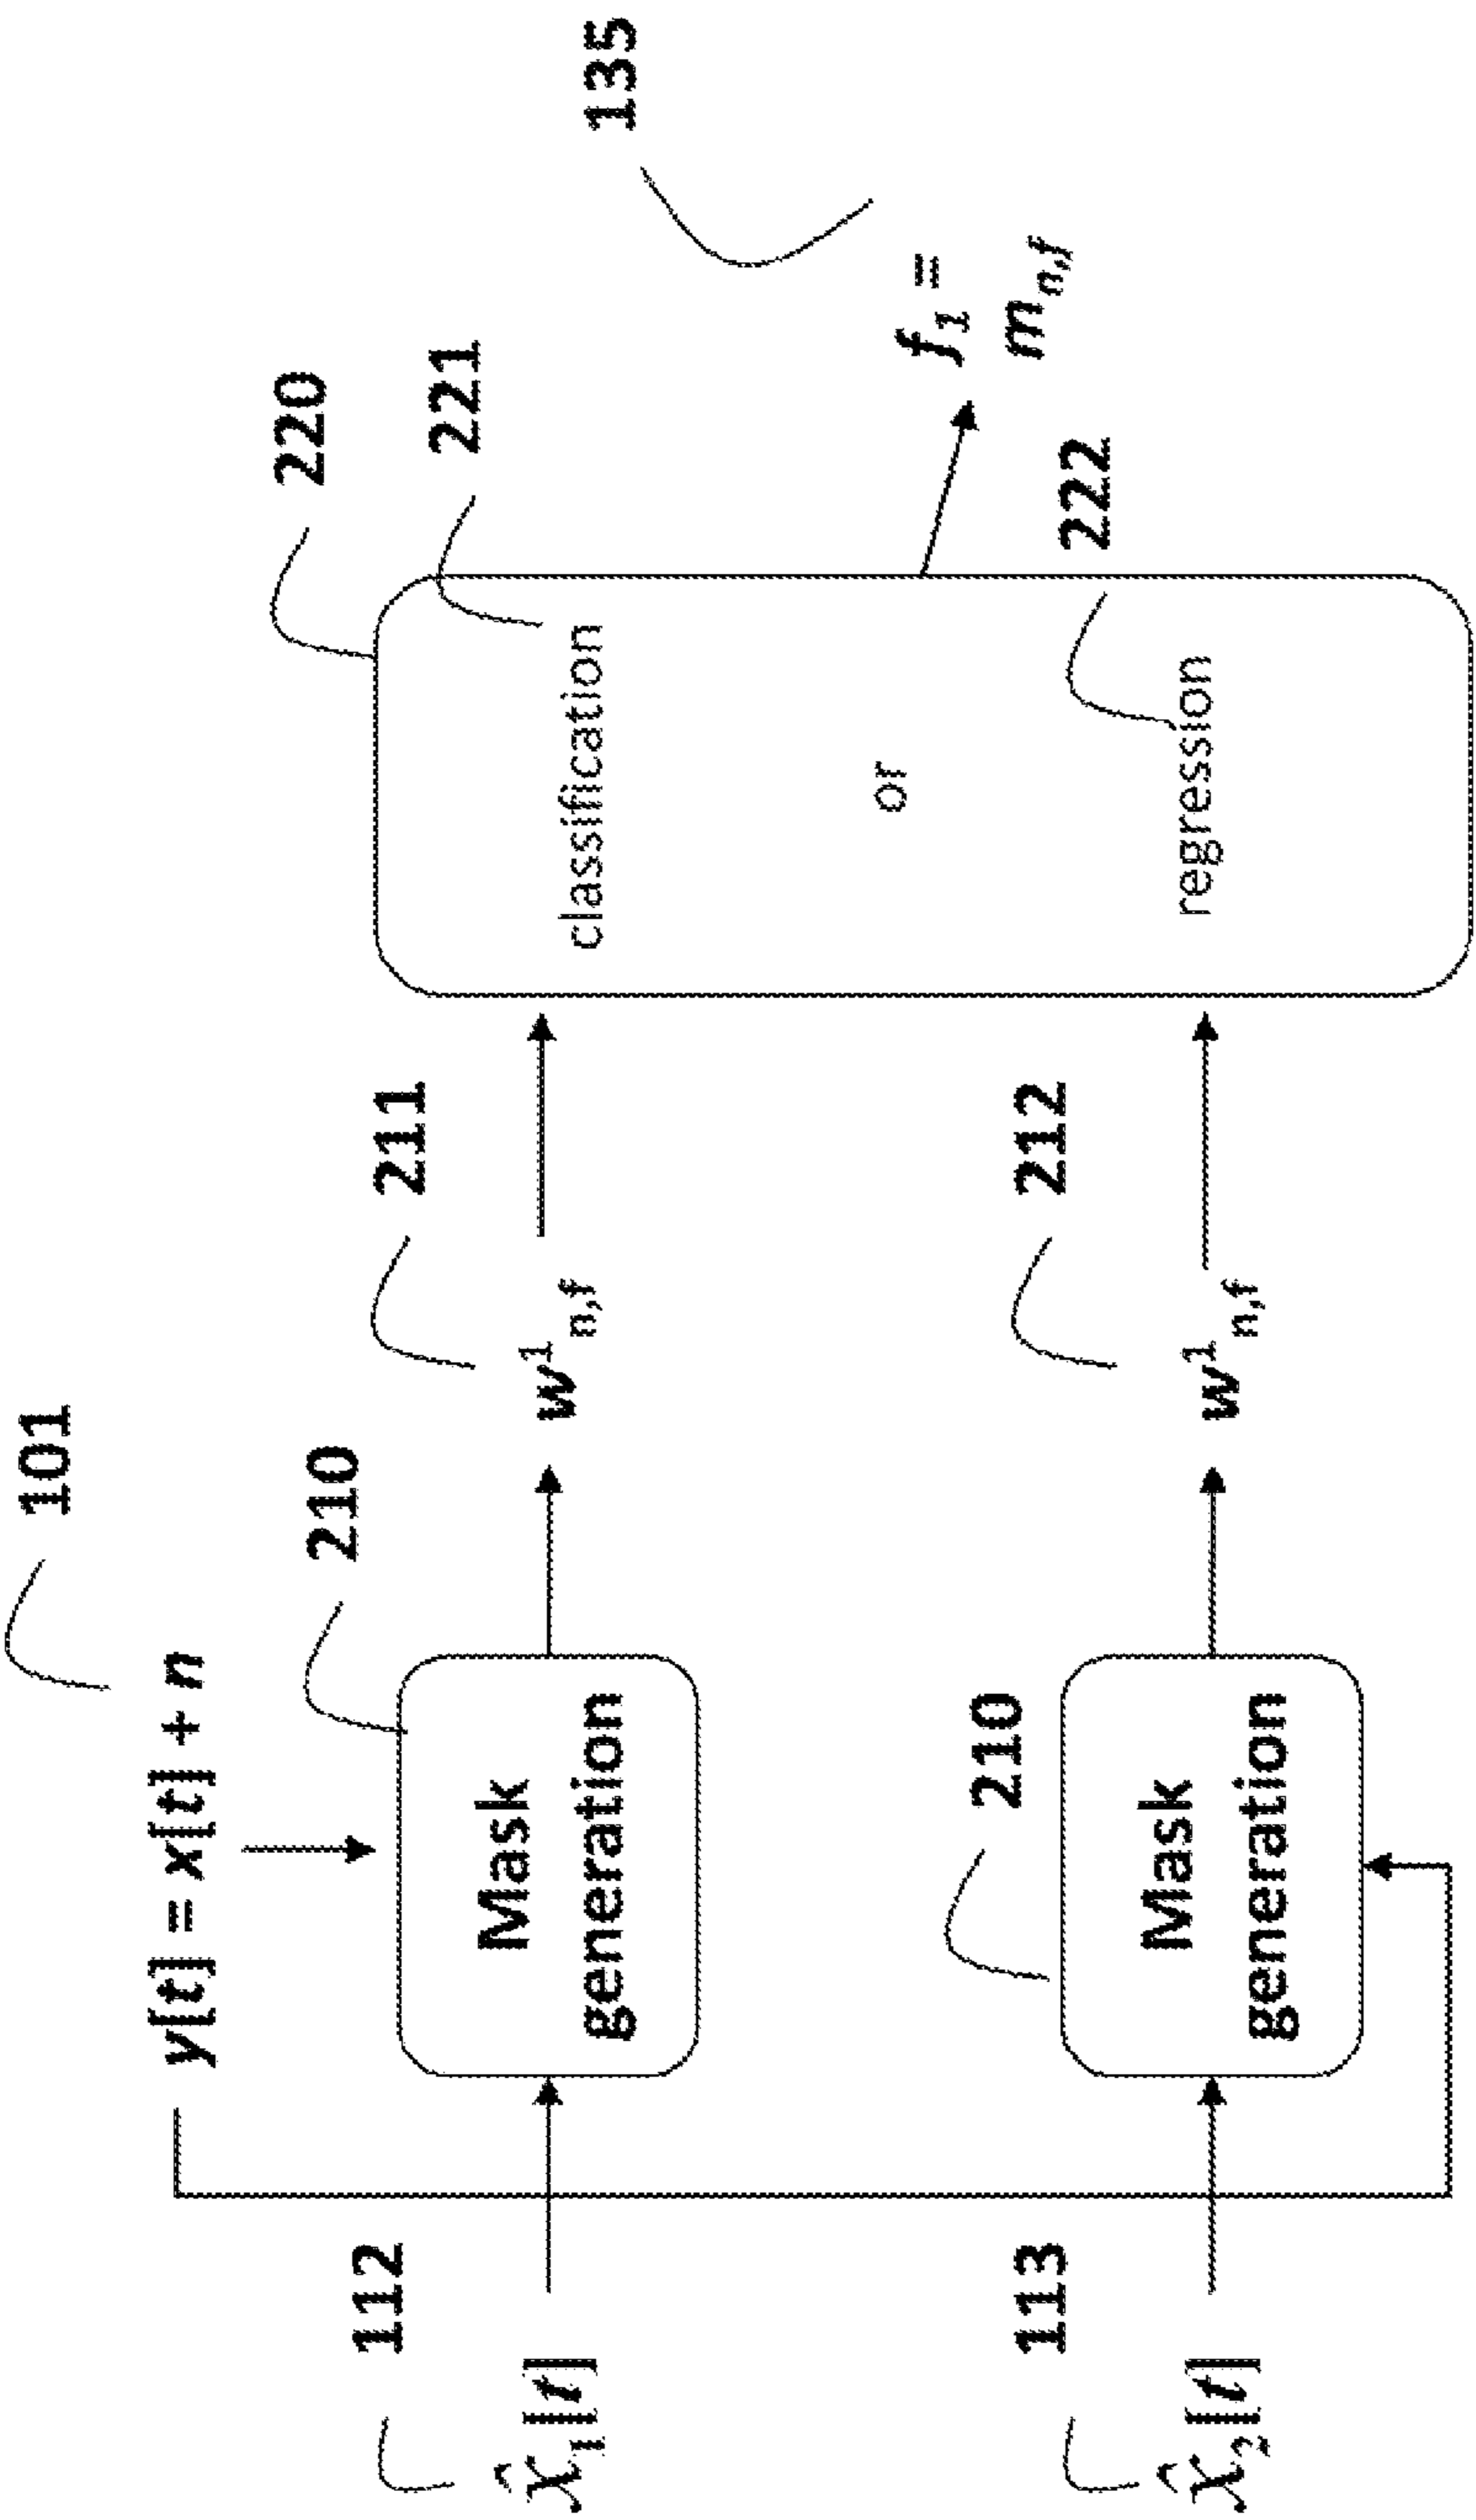 101
y[t] = x[t] + n
220
210
211
221
135
112
x̂₁[t]
Mask
generation
w¹n,f
classification
or
f₁ =
mn,f
113
210
212
222
x̂₂[t]
Mask
generation
w¹n,f
regression